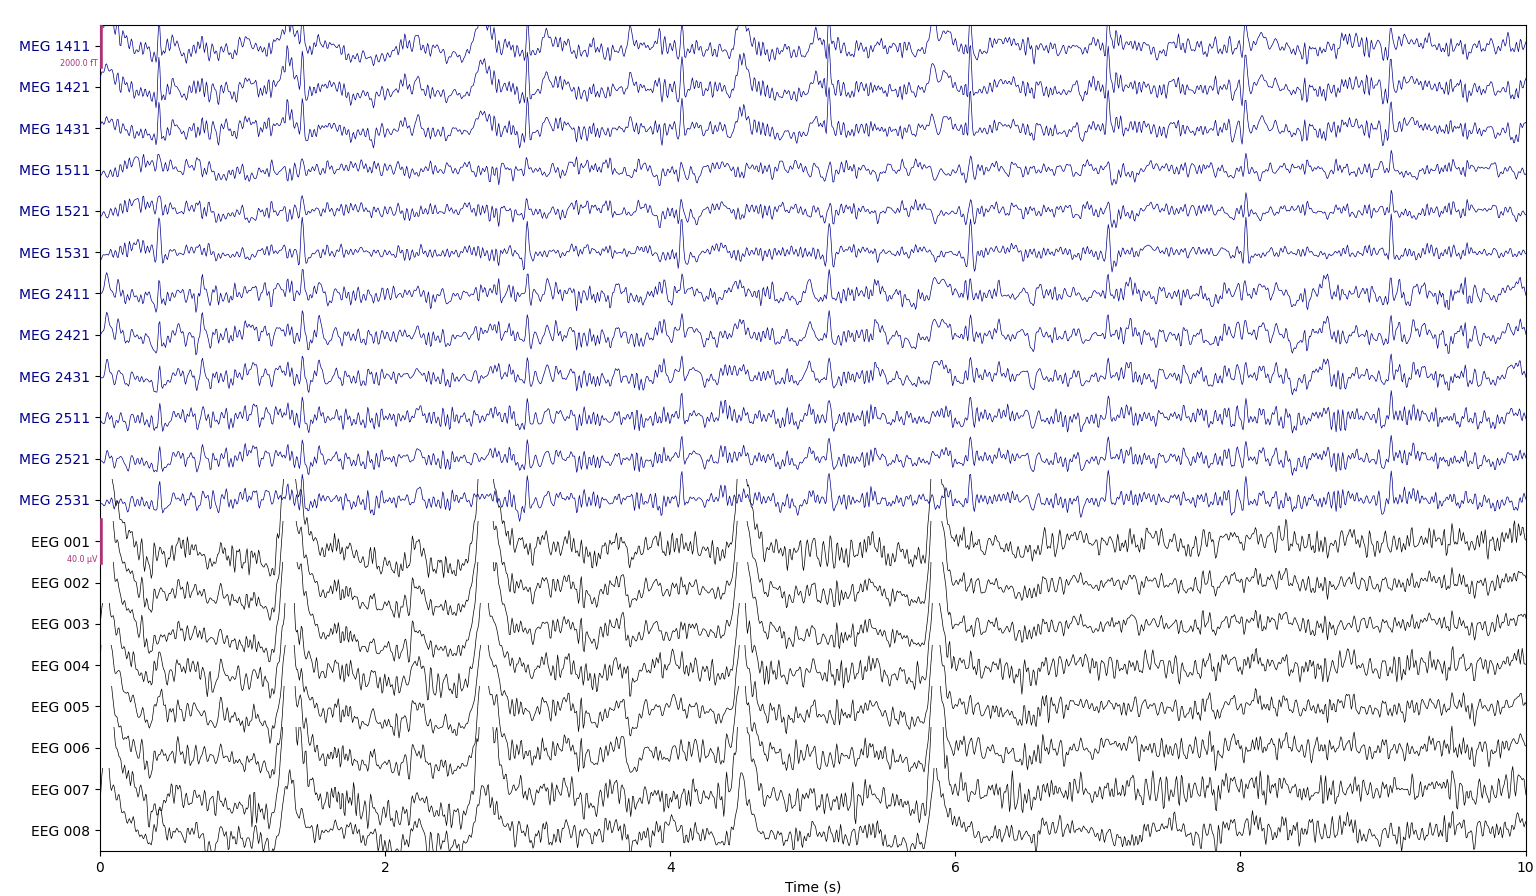 MEG 1411
2000.0 fT
MEG 1421
MEG 1431
MEG 1511
MEG 1521
MEG 1531
MEG 2411
MEG 2421
MEG 2431
MEG 2511
MEG 2521
MEG 2531
EEG 001
40.0 µV
EEG 002
EEG 003
EEG 004
EEG 005
EEG 006
EEG 007
EEG 008
0 2 4 6 8 10
Time (s)